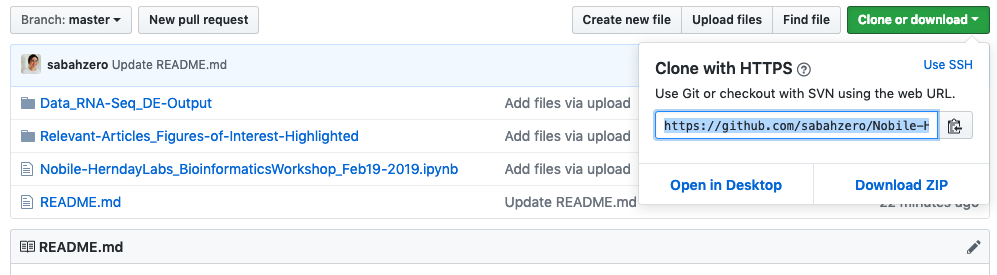 Branch: master
New pull request
Create new file
Upload files
Find file
Clone or download
sabahzero Update README.md
Data_RNA-Seq_DE-Output
Add files via upload
Relevant-Articles_Figures-of-Interest-Highlighted
Add files via upload
Nobile-HerndayLabs_BioinformaticsWorkshop_Feb19-2019.ipynb
Add files via upload
README.md
Update README.md
22 minutes ago
Clone with HTTPS
Use SSH
Use Git or checkout with SVN using the web URL.
https://github.com/sabahzero/Nobile-H
Open in Desktop
Download ZIP
README.md